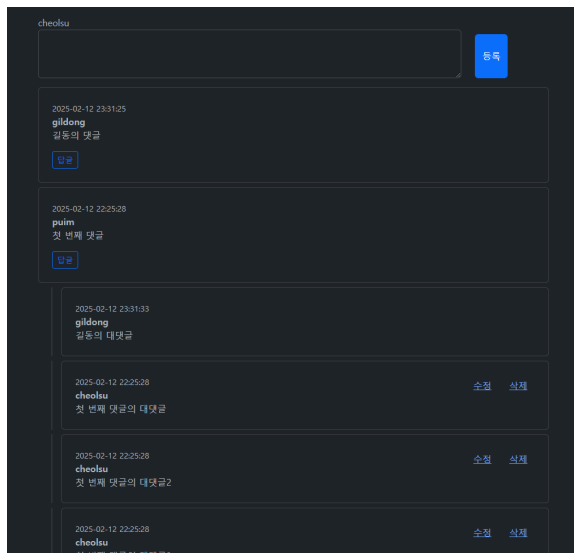 cheolsu
등록
2025-02-12 23:31:25
gildong
길동의 댓글
답글
2025-02-12 22:25:28
puim
첫 번째 댓글
답글
2025-02-12 23:31:33
gildong
길동의 대댓글
2025-02-12 22:25:28
수정 삭제
cheolsu
첫 번째 댓글의 대댓글
2025-02-12 22:25:28
수정 삭제
cheolsu
첫 번째 댓글의 대댓글2
2025-02-12 22:25:28
수정 삭제
cheolsu